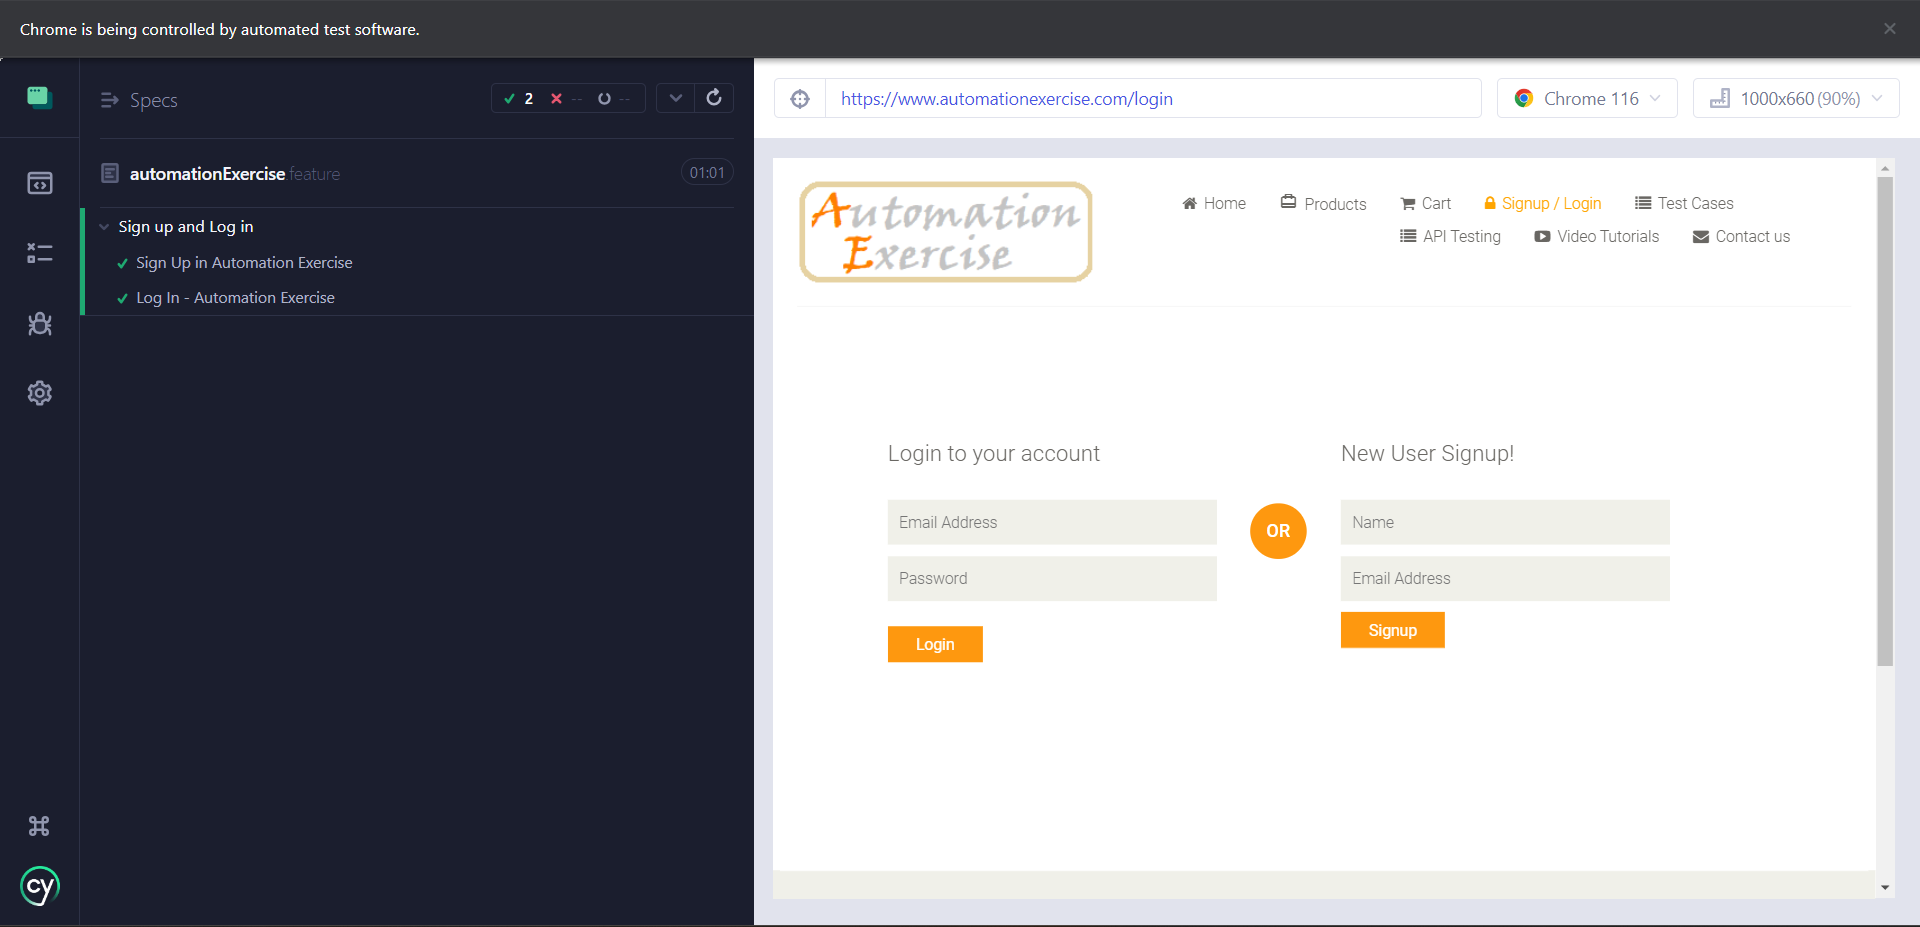 Chrome is being controlled by automated test software.
Specs
2 -- --
automationExercise.feature 01:01
Sign up and Log in
Sign Up in Automation Exercise
Log In - Automation Exercise
cy
https://www.automationexercise.com/login
Chrome 116
1000x660 (90%)
Automation
Exercise
Home Products Cart Signup / Login Test Cases
API Testing Video Tutorials Contact us
Login to your account
Email Address
Password
Login
OR
New User Signup!
Name
Email Address
Signup